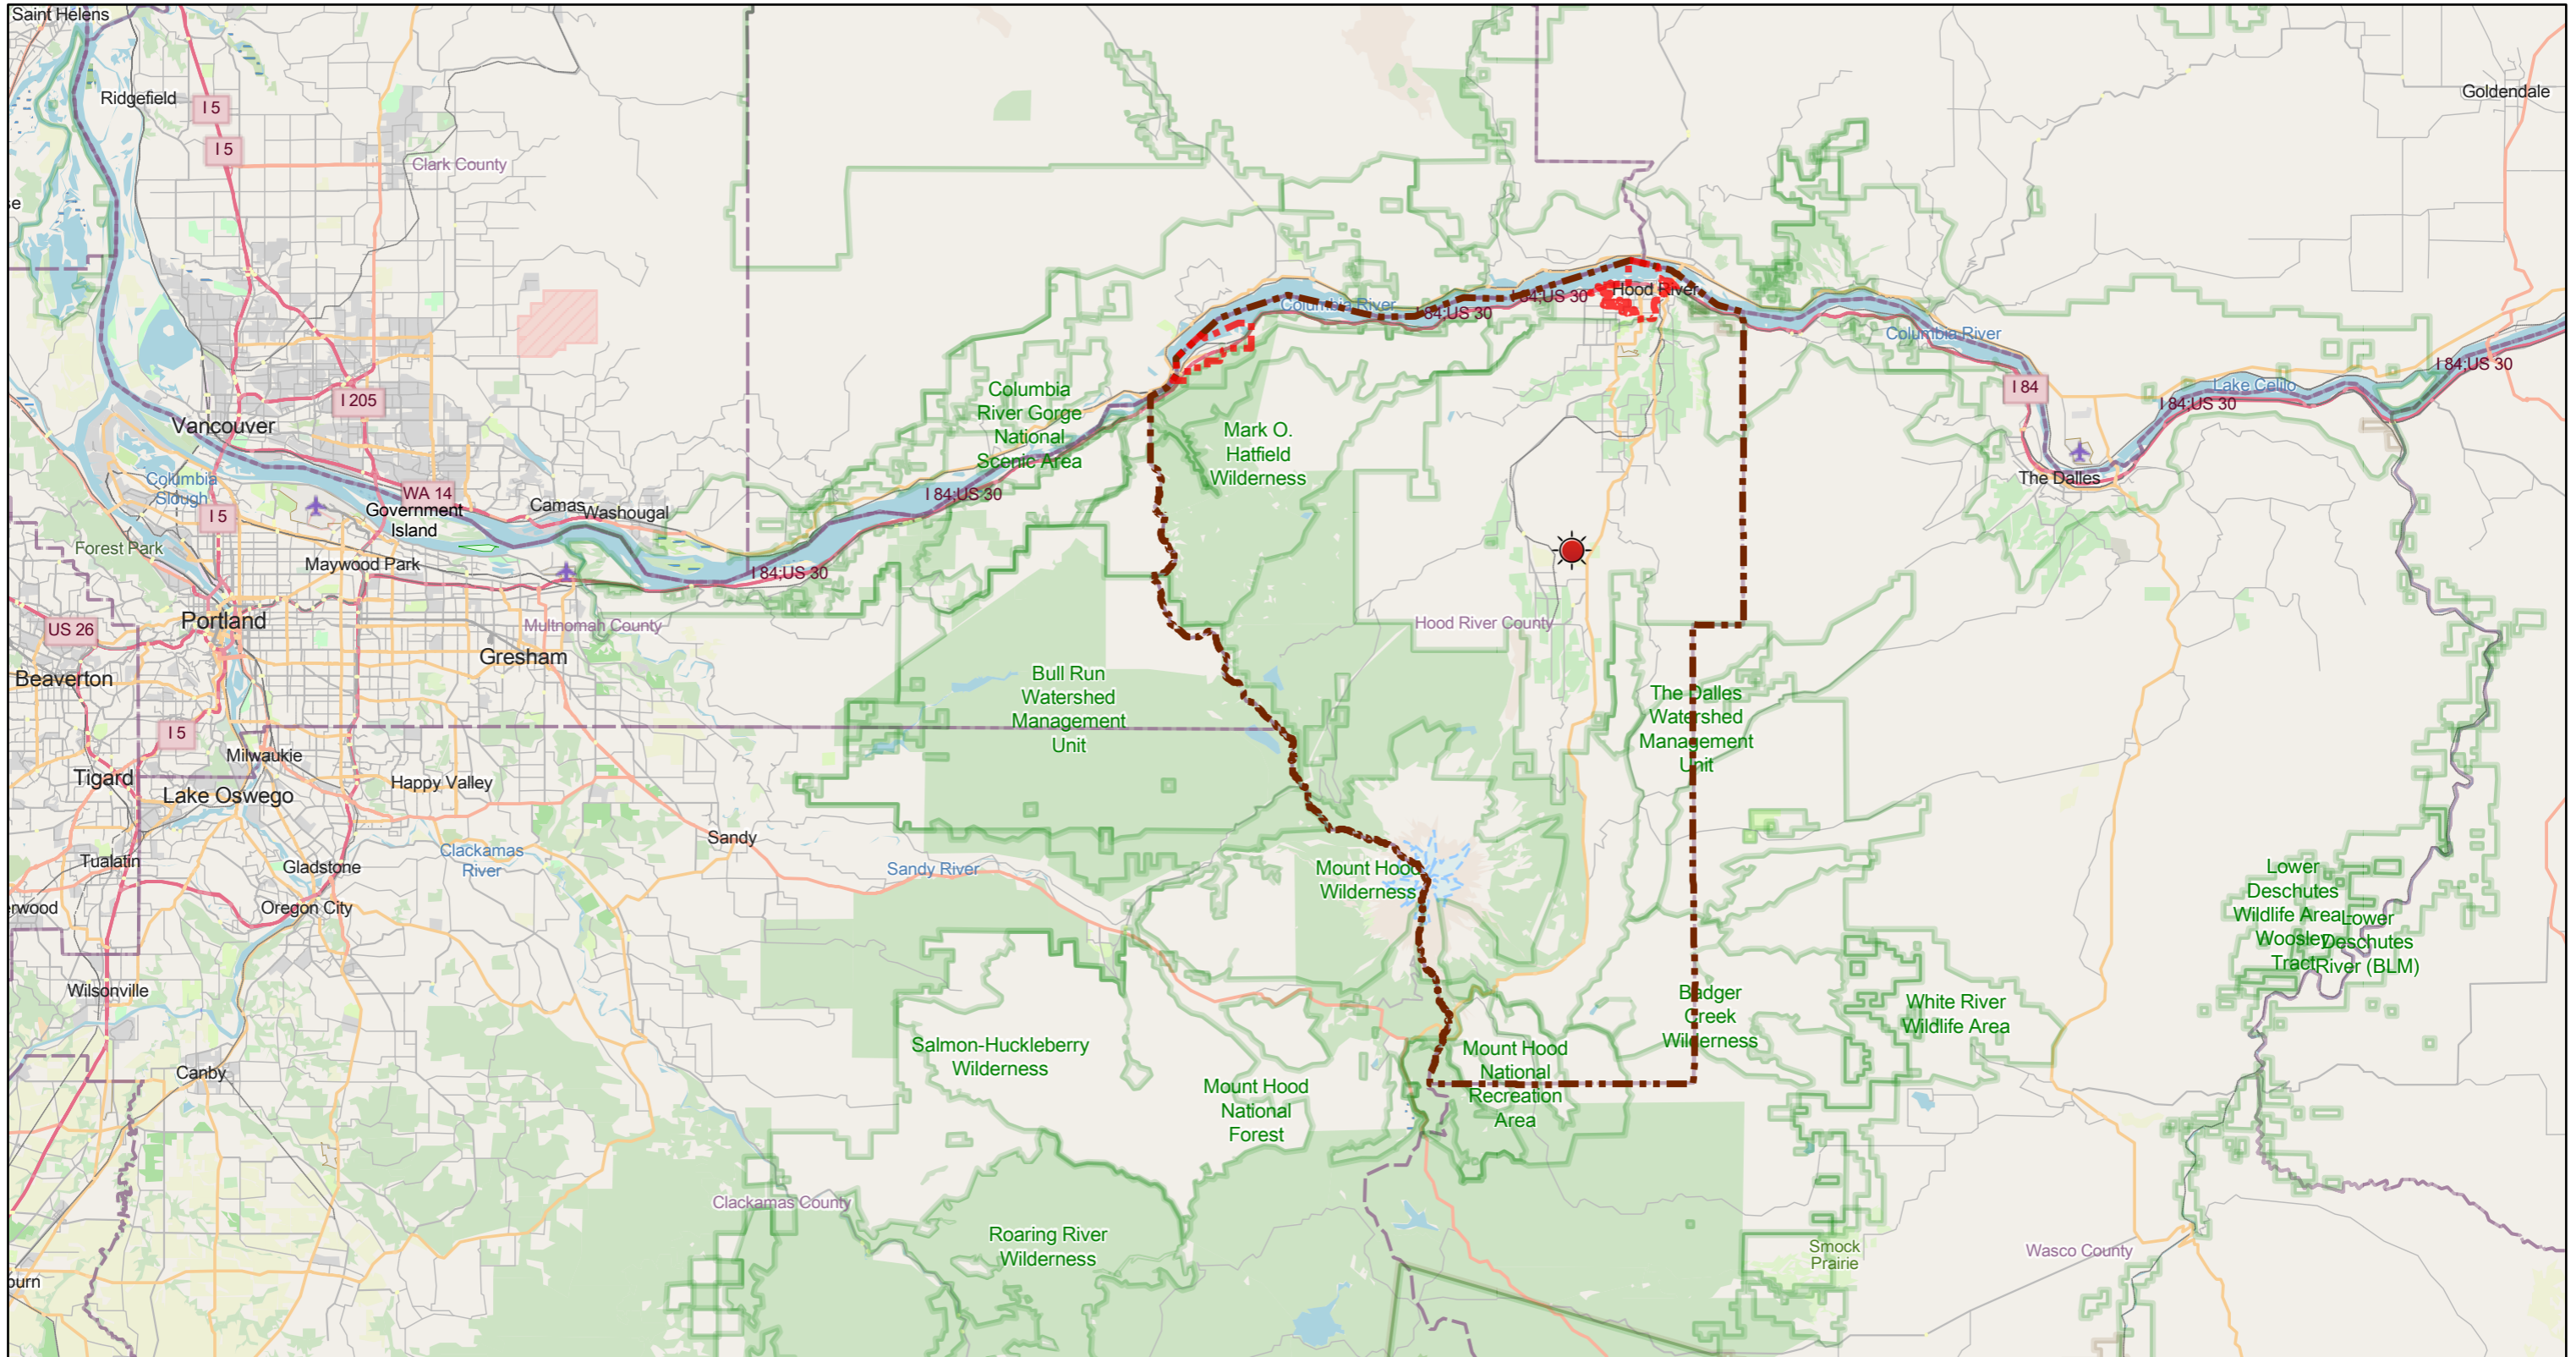 Saint Helens
Ridgefield
I 5
I 5
Clark County
Goldendale
se
I 205
Vancouver
Columbia
Slough
WA 14
I 5
Government
Island
Camas
Washougal
Forest Park
Maywood Park
I 84;US 30
Portland
US 26
Multnomah County
Gresham
Beaverton
I 5
Milwaukie
Tigard
Happy Valley
Lake Oswego
Sandy
Tualatin
Gladstone
Clackamas
River
Sandy River
erwood
Oregon City
Wilsonville
Canby
Clackamas County
burn
Columbia
River Gorge
National
Scenic Area
I 84;US 30
Mark O.
Hatfield
Wilderness
Columbia River
I 84;US 30
I 84;US 30
Hood River
Columbia River
I 84
Lake Celilo
I 84;US 30
I 84;US 30
The Dalles
Hood River County
Bull Run
Watershed
Management
Unit
The Dalles
Watershed
Management
Unit
Mount Hood
Wilderness
Salmon-Huckleberry
Wilderness
Mount Hood
National
Forest
Mount Hood
National
Recreation
Area
Badger
Creek
Wilderness
White River
Wildlife Area
Lower
Deschutes
Wildlife Area
Woosley
Tract
Lower
Deschutes
River (BLM)
Roaring River
Wilderness
Smock
Prairie
Wasco County